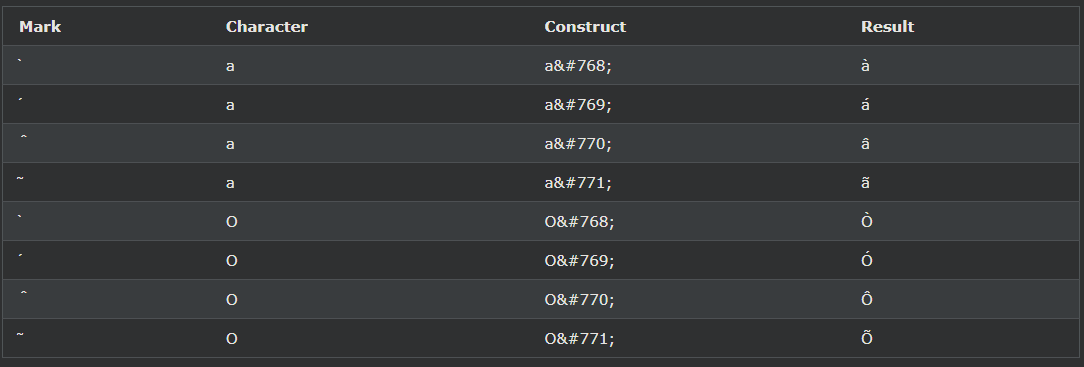 Mark Character Construct Result
̀ a a&#768; à
́ a a&#769; á
̂ a a&#770; â
̃ a a&#771; ã
̀ O O&#768; Ò
́ O O&#769; Ó
̂ O O&#770; Ô
̃ O O&#771; Õ